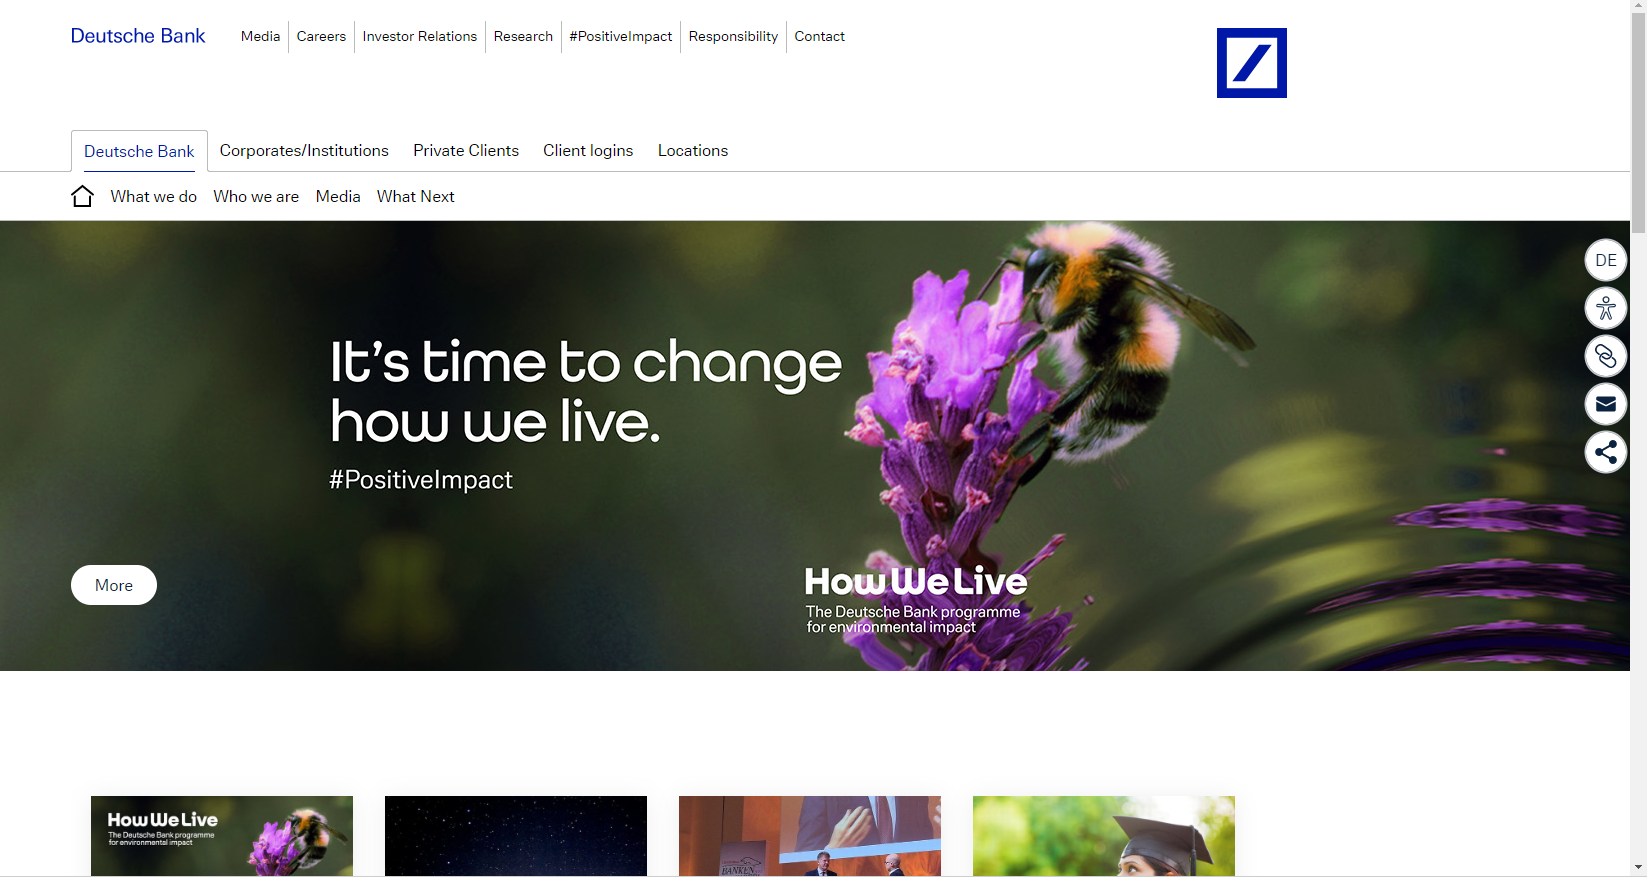 Deutsche Bank
Media
Careers
Investor Relations
Research
#PositiveImpact
Responsibility
Contact
Deutsche Bank
Corporates/Institutions
Private Clients
Client logins
Locations
What we do
Who we are
Media
What Next
DE
It's time to change
how we live.
#PositiveImpact
More
How We Live
The Deutsche Bank programme
for environmental impact
How We Live
The Deutsche Bank programme
for environmental impact
BANKEN